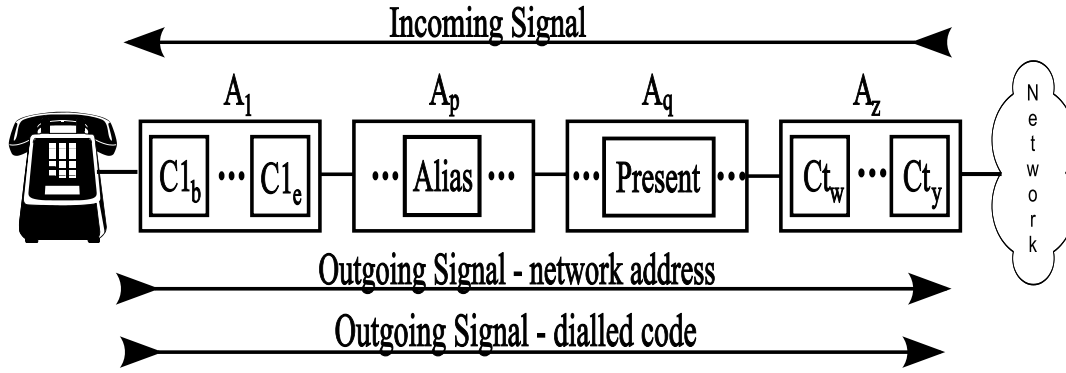 Incoming Signal
A1 Ap Aq Az
C1b ... C1e ... Alias ... ... Present ... Ctw ... Cty
Network
Outgoing Signal - network address
Outgoing Signal - dialled code